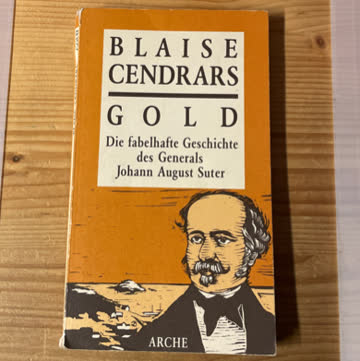 BLAISE
CENDRARS
GOLD
Die fabelhafte Geschichte
des Generals
Johann August Suter
ARCHE